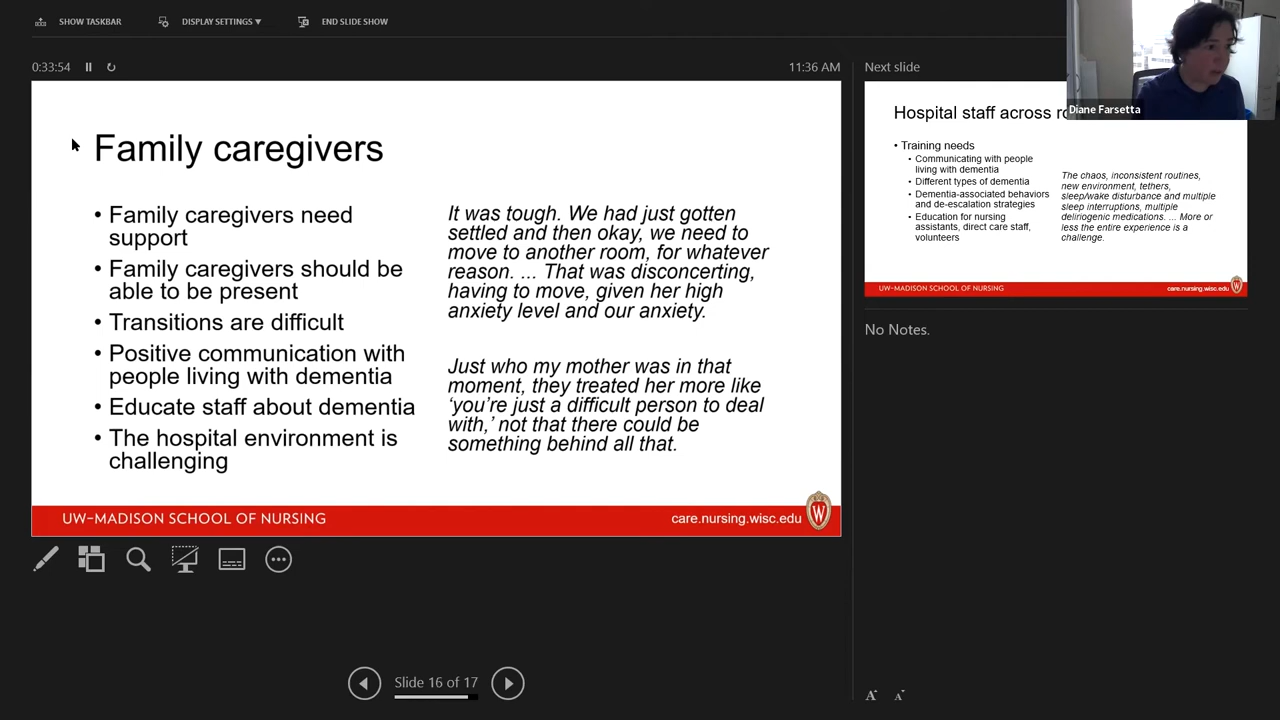 SHOW TASKBAR
DISPLAY SETTINGS ▼
END SLIDE SHOW
0:33:54
11:36 AM
Family caregivers
• Family caregivers need
support
• Family caregivers should be
able to be present
• Transitions are difficult
• Positive communication with
people living with dementia
• Educate staff about dementia
• The hospital environment is
challenging
It was tough. We had just gotten
settled and then okay, we need to
move to another room, for whatever
reason. ... That was disconcerting,
having to move, given her high
anxiety level and our anxiety.
Just who my mother was in that
moment, they treated her more like
‘you’re just a difficult person to deal
with,’ not that there could be
something behind all that.
UW–MADISON SCHOOL OF NURSING
care.nursing.wisc.edu
W
Slide 16 of 17
Next slide
Diane Farsetta
Hospital staff across
• Training needs
• Communicating with people
living with dementia
• Different types of dementia
• Dementia-associated behaviors
and de-escalation strategies
• Education for nursing
assistants, direct care staff,
volunteers
The chaos, inconsistent routines,
new environment, tethers,
sleep/wake disturbance and multiple
sleep interruptions, multiple
deliriogenic medications. ... More or
less the entire experience is a
challenge.
UW–MADISON SCHOOL OF NURSING
care.nursing.wisc.edu
No Notes.
A A